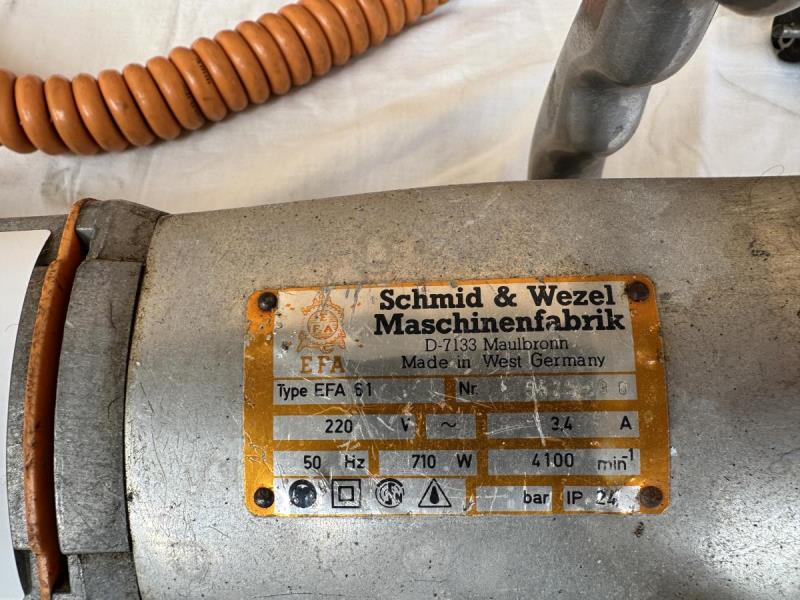 Schmid & Wezel
Maschinenfabrik
D-7133 Maulbronn
Made in West Germany
EFA
Type EFA 61 Nr.
220 V ~ 3.4 A
50 Hz 710 W 4100 min-1
bar IP 24